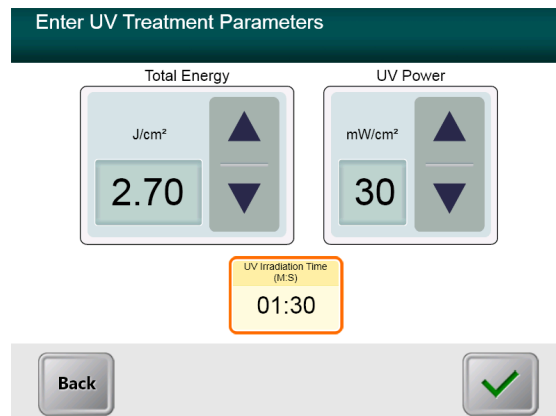 Enter UV Treatment Parameters
Total Energy
UV Power
J/cm²
mW/cm²
2.70
30
UV Irradiation Time
(M:S)
01:30
Back